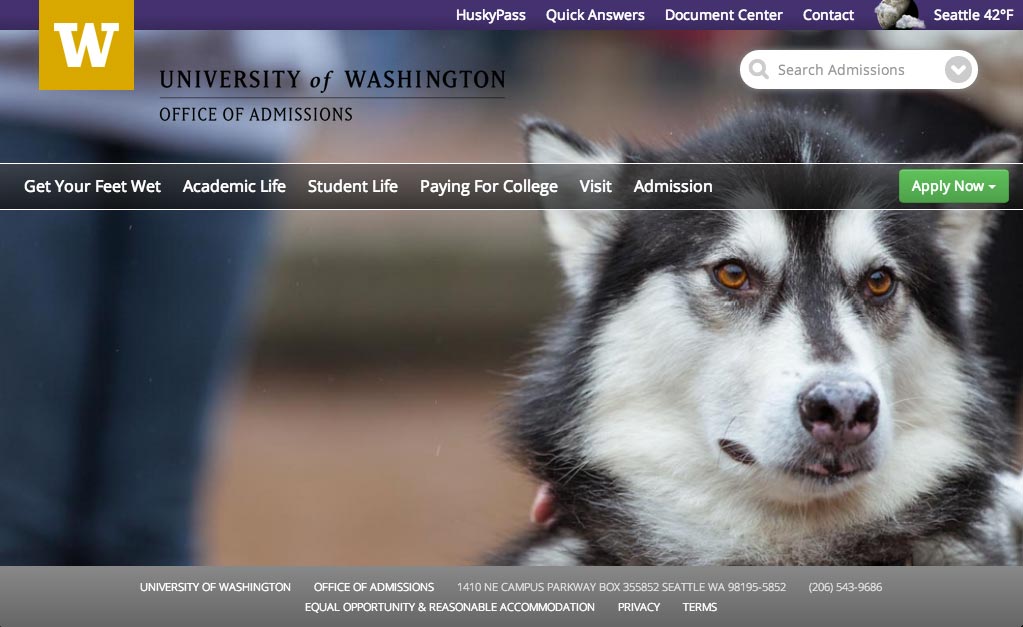 HuskyPass Quick Answers Document Center Contact Seattle 42°F
W
UNIVERSITY of WASHINGTON
OFFICE OF ADMISSIONS
Search Admissions
Get Your Feet Wet Academic Life Student Life Paying For College Visit Admission Apply Now
UNIVERSITY OF WASHINGTON OFFICE OF ADMISSIONS 1410 NE CAMPUS PARKWAY BOX 355852 SEATTLE WA 98195-5852 (206) 543-9686
EQUAL OPPORTUNITY & REASONABLE ACCOMMODATION PRIVACY TERMS